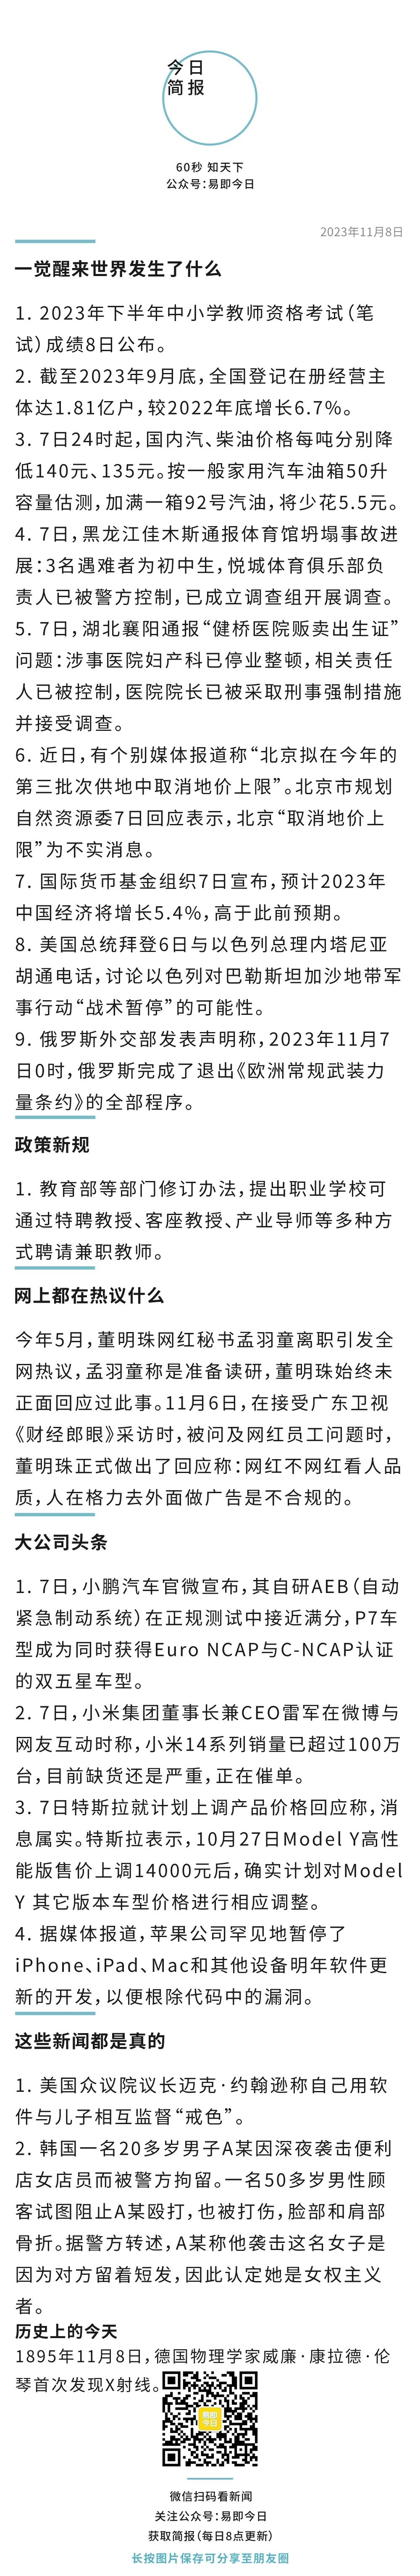 今日
简报
60秒 知天下
公众号：易即今日
2023年11月8日
一觉醒来世界发生了什么
1. 2023年下半年中小学教师资格考试（笔
试）成绩8日公布。
2. 截至2023年9月底，全国登记在册经营主
体达1.81亿户，较2022年底增长6.7%。
3. 7日24时起，国内汽、柴油价格每吨分别降
低140元、135元。按一般家用汽车油箱50升
容量估测，加满一箱92号汽油，将少花5.5元。
4. 7日，黑龙江佳木斯通报体育馆坍塌事故进
展：3名遇难者为初中生，悦城体育俱乐部负
责人已被警方控制，已成立调查组开展调查。
5. 7日，湖北襄阳通报“健桥医院贩卖出生证”
问题：涉事医院妇产科已停业整顿，相关责任
人已被控制，医院院长已被采取刑事强制措施
并接受调查。
6. 近日，有个别媒体报道称“北京拟在今年的
第三批次供地中取消地价上限”。北京市规划
自然资源委7日回应表示，北京“取消地价上
限”为不实消息。
7. 国际货币基金组织7日宣布，预计2023年
中国经济将增长5.4%，高于此前预期。
8. 美国总统拜登6日与以色列总理内塔尼亚
胡通电话，讨论以色列对巴勒斯坦加沙地带军
事行动“战术暂停”的可能性。
9. 俄罗斯外交部发表声明称，2023年11月7
日0时，俄罗斯完成了退出《欧洲常规武装力
量条约》的全部程序。
政策新规
1. 教育部等部门修订办法，提出职业学校可
通过特聘教授、客座教授、产业导师等多种方
式聘请兼职教师。
网上都在热议什么
今年5月，董明珠网红秘书孟羽童离职引发全
网热议，孟羽童称是准备读研，董明珠始终未
正面回应过此事。11月6日，在接受广东卫视
《财经郎眼》采访时，被问及网红员工问题时，
董明珠正式做出了回应称：网红不网红看人品
质，人在格力去外面做广告是不合规的。
大公司头条
1. 7日，小鹏汽车官微宣布，其自研AEB（自动
紧急制动系统）在正规测试中接近满分，P7车
型成为同时获得Euro NCAP与C-NCAP认证
的双五星车型。
2. 7日，小米集团董事长兼CEO雷军在微博与
网友互动时称，小米14系列销量已超过100万
台，目前缺货还是严重，正在催单。
3. 7日特斯拉就计划上调产品价格回应称，消
息属实。特斯拉表示，10月27日Model Y高性
能版售价上调14000元后，确实计划对Model
Y 其它版本车型价格进行相应调整。
4. 据媒体报道，苹果公司罕见地暂停了
iPhone、iPad、Mac和其他设备明年软件更
新的开发，以便根除代码中的漏洞。
这些新闻都是真的
1. 美国众议院议长迈克·约翰逊称自己用软
件与儿子相互监督“戒色”。
2. 韩国一名20多岁男子A某因深夜袭击便利
店女店员而被警方拘留。一名50多岁男性顾
客试图阻止A某殴打，也被打伤，脸部和肩部
骨折。据警方转述，A某称他袭击这名女子是
因为对方留着短发，因此认定她是女权主义
者。
历史上的今天
1895年11月8日，德国物理学家威廉·康拉德·伦
琴首次发现X射线。
易即
今日
微信扫码看新闻
关注公众号：易即今日
获取简报（每日8点更新）
长按图片保存可分享至朋友圈